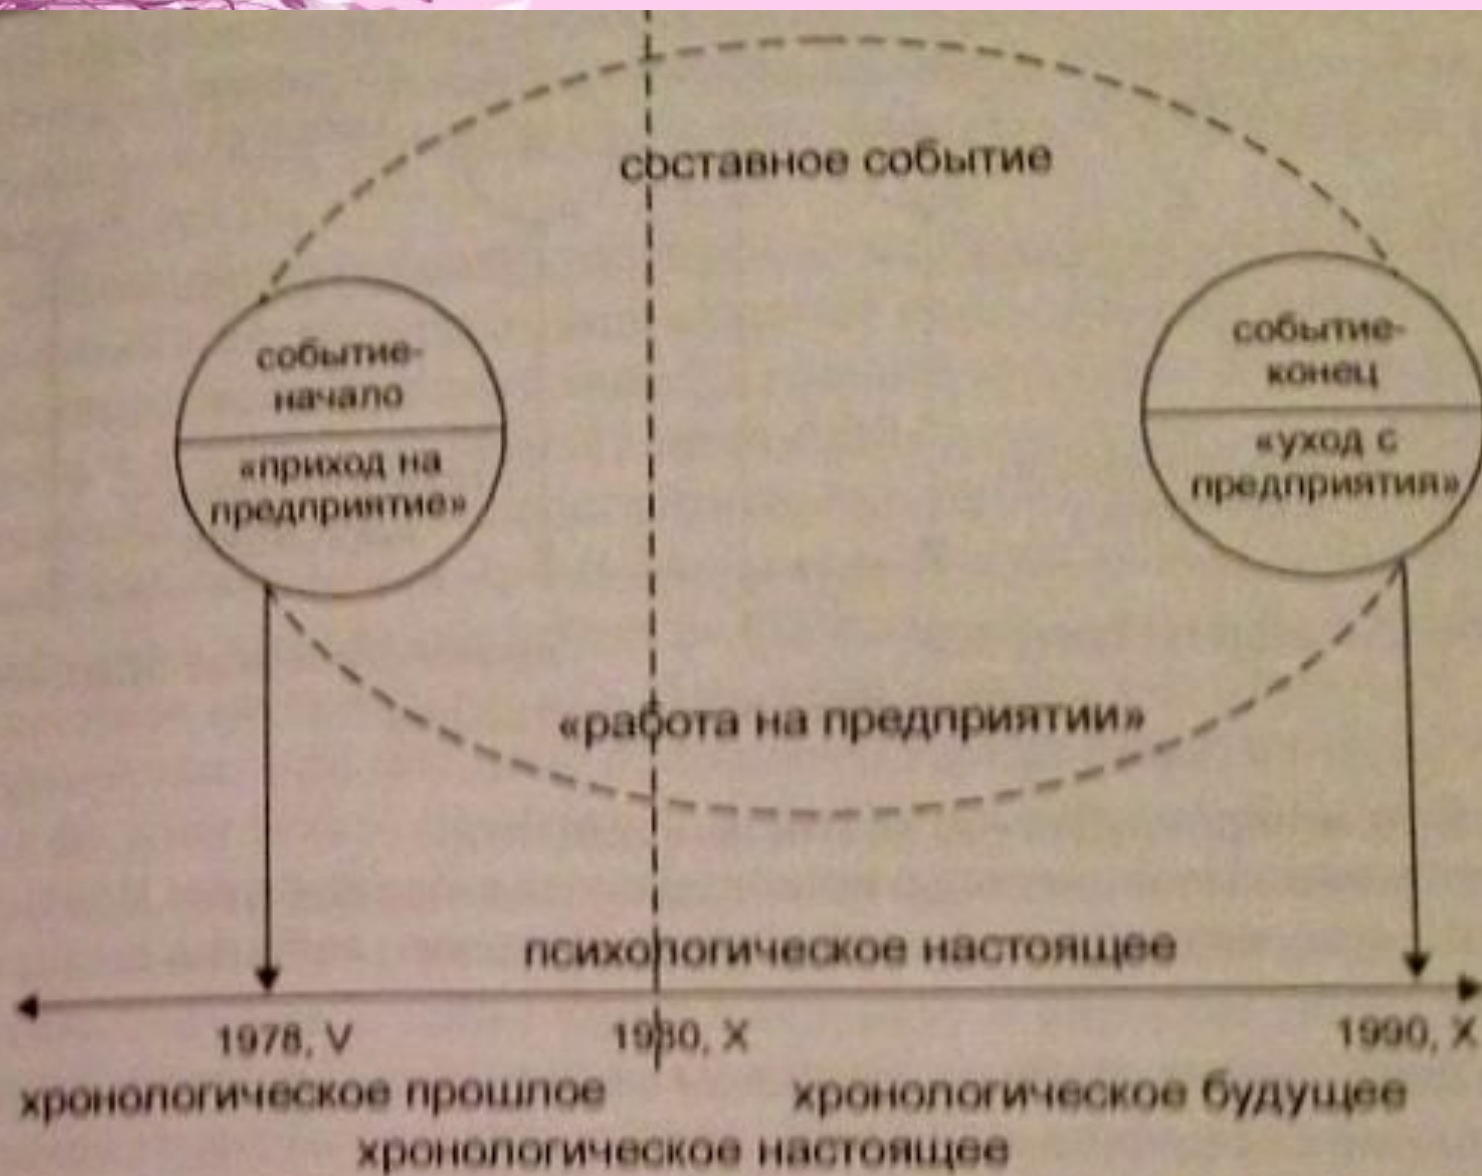 составное событие
событие-
начало
«приход на
предприятие»
событие-
конец
«уход с
предприятия»
«работа на предприятии»
психологическое настоящее
1978, V
1980, X
1990, X
хронологическое прошлое
хронологическое будущее
хронологическое настоящее